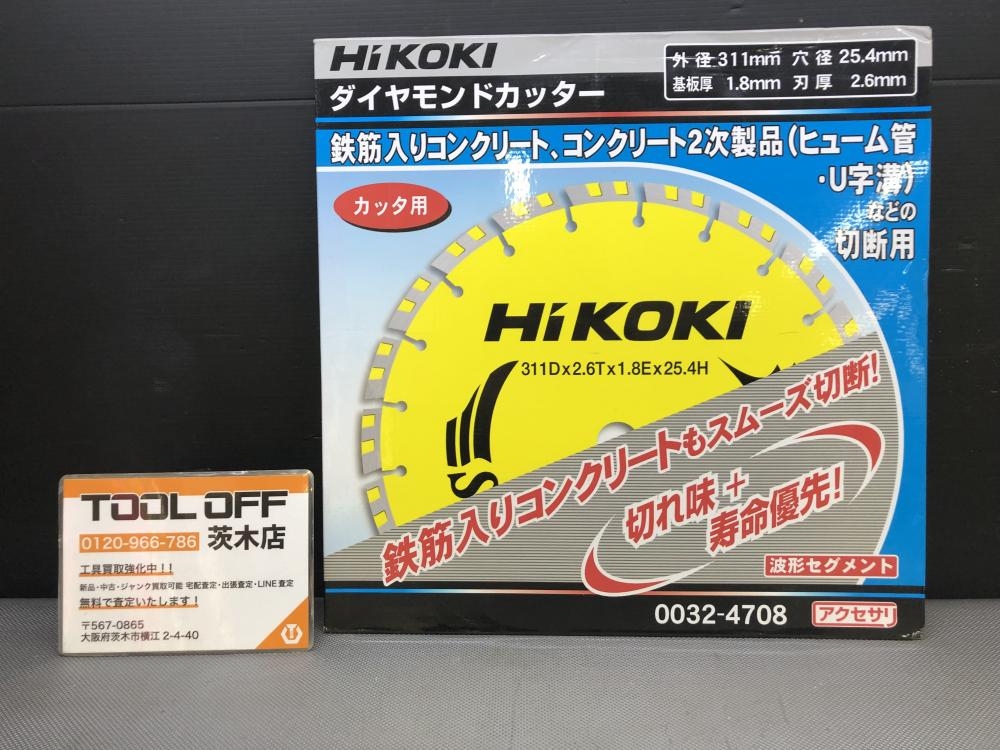 HiKOKI
外径 311mm 穴径 25.4mm
基板厚 1.8mm 刃厚 2.6mm
ダイヤモンドカッター
鉄筋入りコンクリート、コンクリート2次製品(ヒューム管
・U字溝)
などの
切断用
カッタ用
HiKOKI
311Dx2.6Tx1.8Ex25.4H
S
鉄筋入りコンクリートもスムーズ切断!
切れ味+
寿命優先!
波形セグメント
0032-4708
アクセサリ
TOOL OFF
0120-966-786 茨木店
工具買取強化中!!
新品・中古・ジャンク買取可能 宅配査定・出張査定・LINE査定
無料で査定いたします!
〒567-0865
大阪府茨木市横江2-4-40